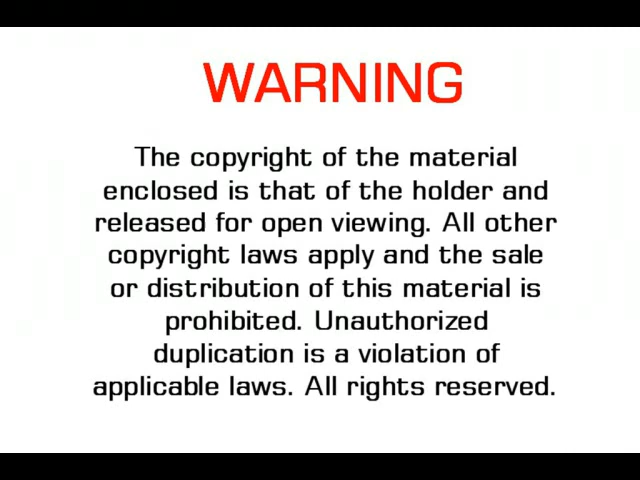 WARNING
The copyright of the material
enclosed is that of the holder and
released for open viewing. All other
copyright laws apply and the sale
or distribution of this material is
prohibited. Unauthorized
duplication is a violation of
applicable laws. All rights reserved.